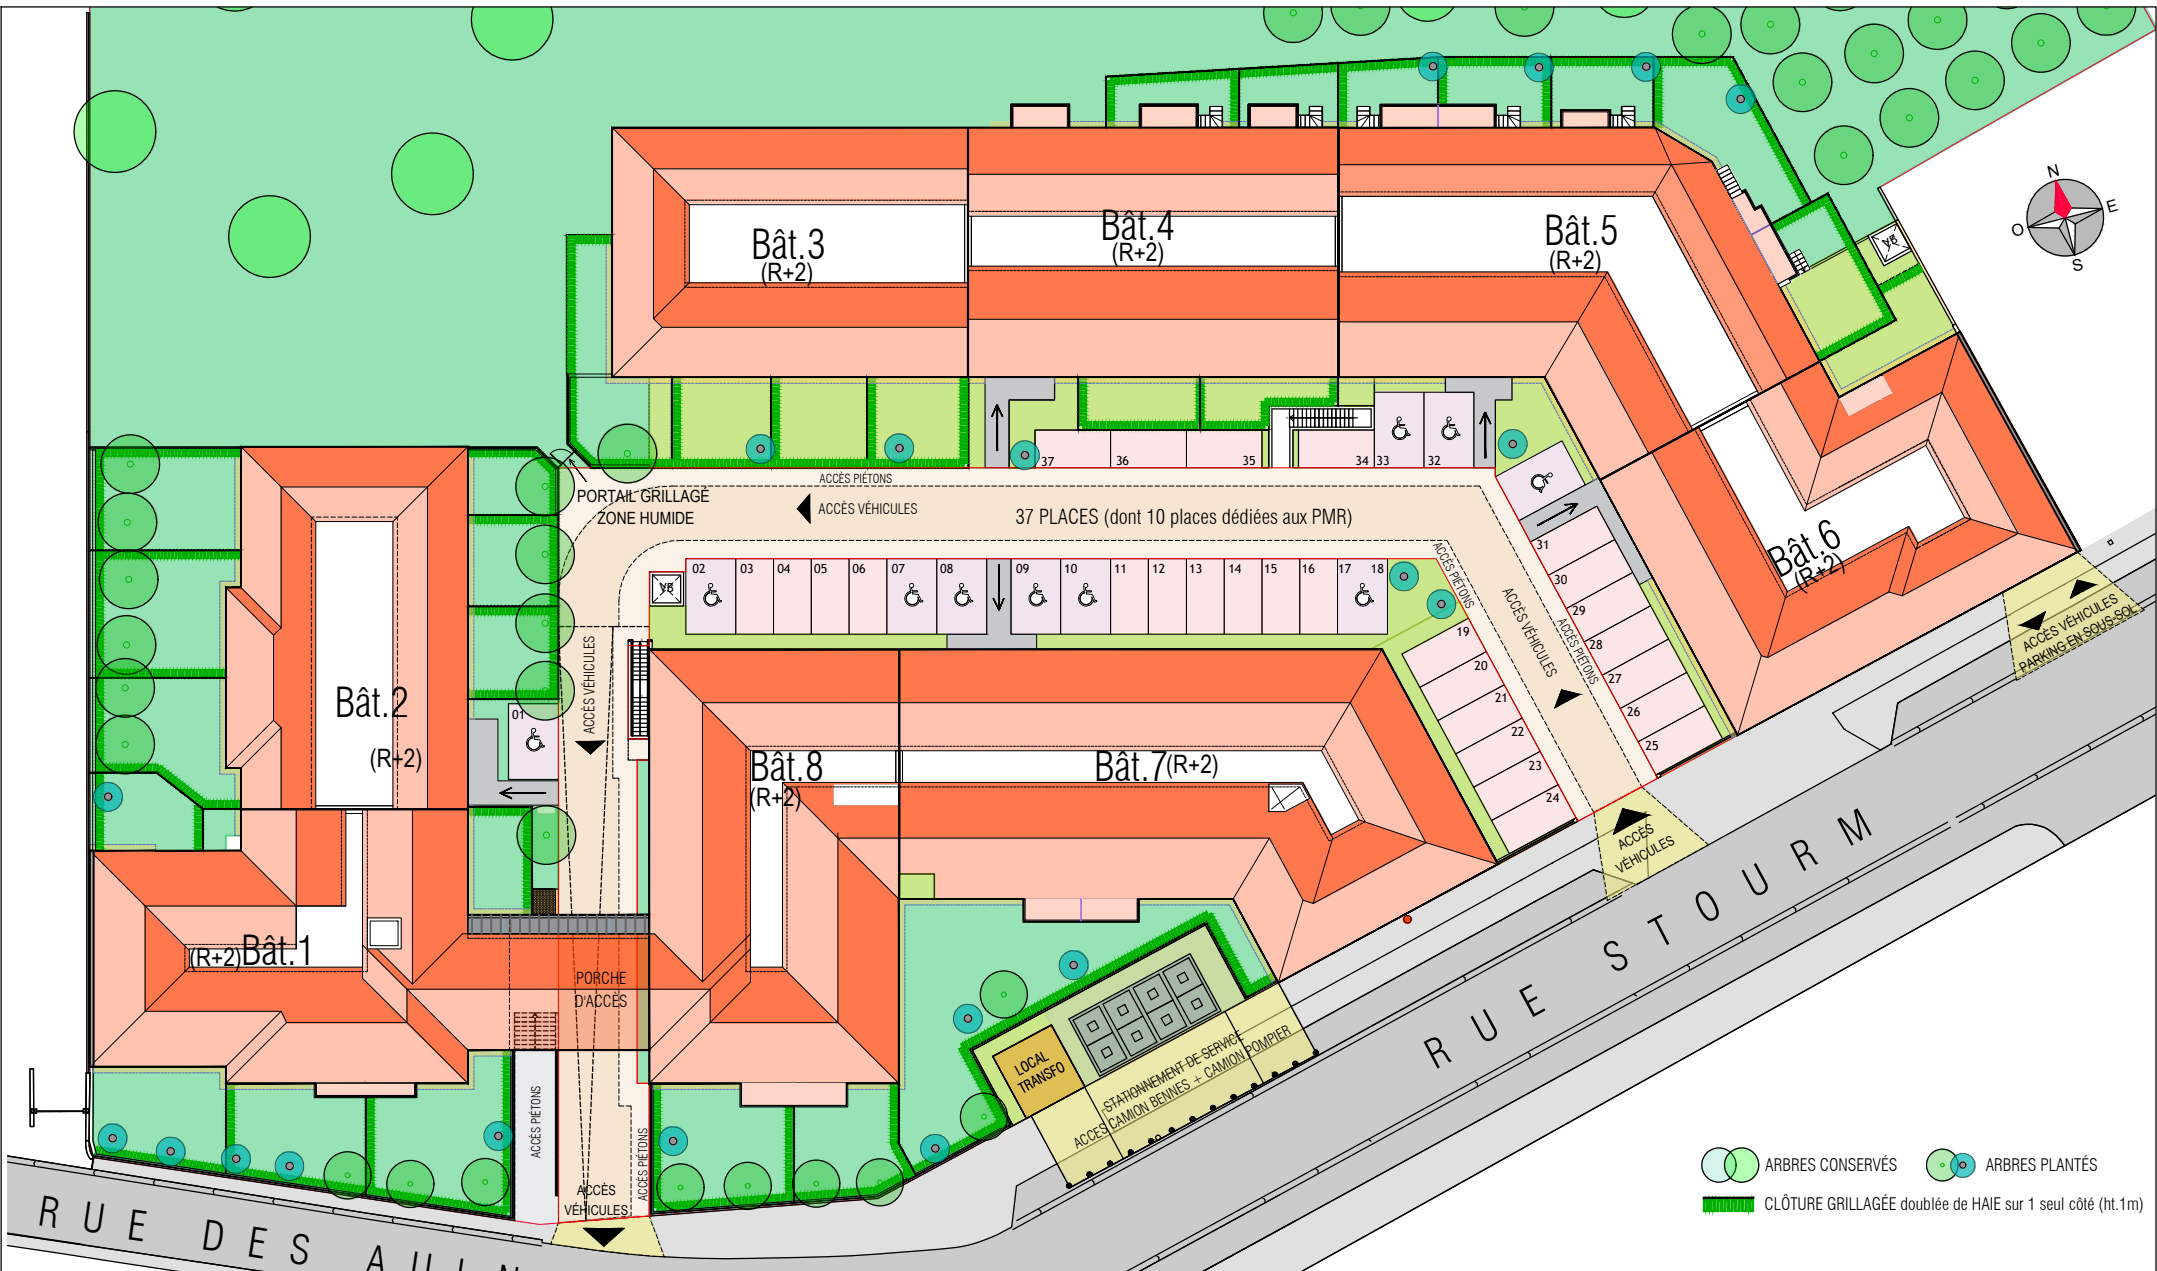 N
E
O
S
Bât.3
(R+2)
Bât.4
(R+2)
Bât.5
(R+2)
VB
37
36
35
34
33
32
ACCÈS PIÉTONS
PORTAIL GRILLAGÉ
ZONE HUMIDE
ACCÈS VÉHICULES
37 PLACES (dont 10 places dédiées aux PMR)
VB
02
03
04
05
06
07
08
09
10
11
12
13
14
15
16
17
18
31
30
29
28
27
26
25
19
20
21
22
23
24
ACCÈS PIÉTONS
ACCÈS VÉHICULES
ACCÈS PIÉTONS
Bât.6
(R+2)
ACCÈS VÉHICULES
PARKING EN SOUS-SOL
Bât.2
(R+2)
01
ACCÈS VÉHICULES
Bât.8
(R+2)
Bât.7(R+2)
ACCÈS
VÉHICULES
(R+2)Bât.1
PORCHE
D'ACCÈS
LOCAL
TRANSFO
STATIONNEMENT DE SERVICE
ACCES CAMION BENNES + CAMION POMPIER
RUE STOURM
ACCÈS PIÉTONS
ACCÈS PIÉTONS
ACCÈS
VÉHICULES
RUE DES AULN
ARBRES CONSERVÉS
ARBRES PLANTÉS
CLÔTURE GRILLAGÉE doublée de HAIE sur 1 seul côté (ht.1m)